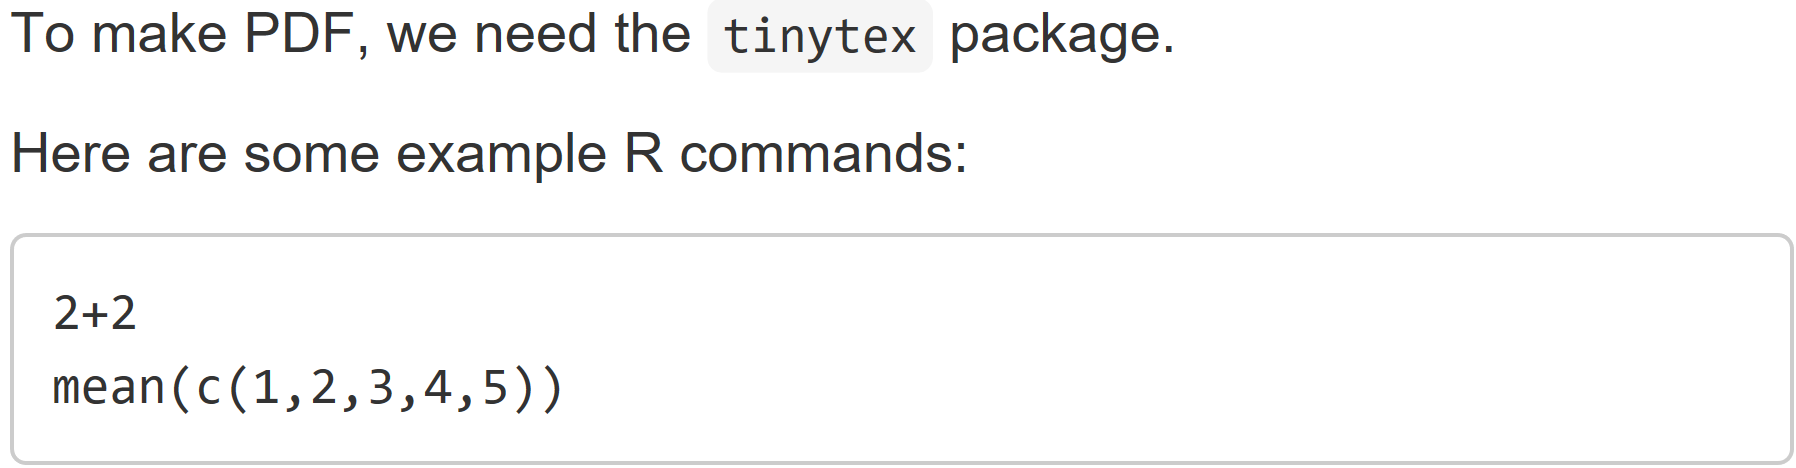 To make PDF, we need the tinytex package.
Here are some example R commands:
2+2
mean(c(1,2,3,4,5))